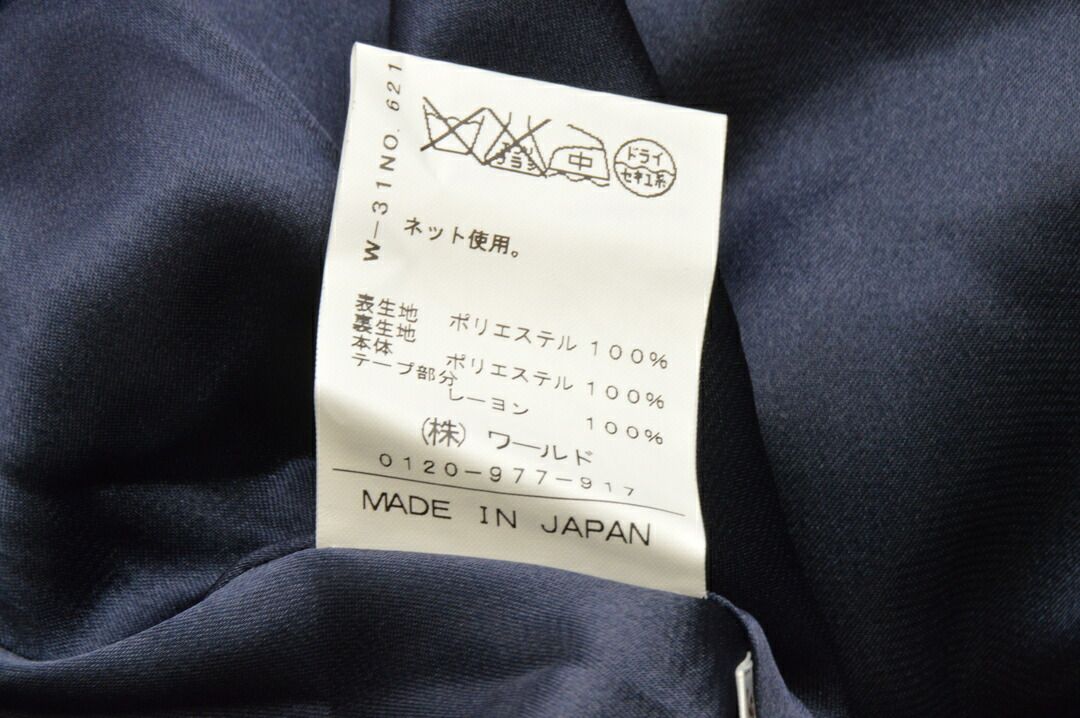 W-31NO. 621
中
ドライ
セキユ系
ネット使用。
表生地
ポリエステル 100%
裏生地
本体
ポリエステル 100%
テープ部分
レーヨン 100%
(株) ワールド
0120-977-917
MADE IN JAPAN